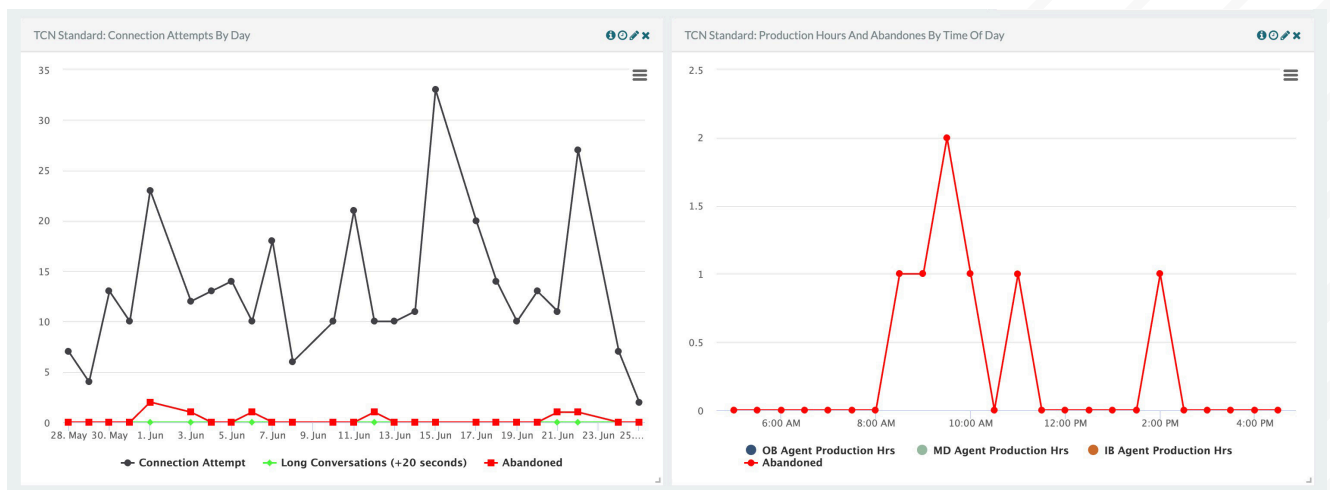 TCN Standard: Connection Attempts By Day
35
30
25
20
15
10
5
0
28. May 30. May 1. Jun 3. Jun 5. Jun 7. Jun 9. Jun 11. Jun 13. Jun 15. Jun 17. Jun 19. Jun 21. Jun 23. Jun 25....
Connection Attempt Long Conversations (+20 seconds) Abandoned
TCN Standard: Production Hours And Abandones By Time Of Day
2.5
2
1.5
1
0.5
0
6:00 AM 8:00 AM 10:00 AM 12:00 PM 2:00 PM 4:00 PM
OB Agent Production Hrs MD Agent Production Hrs IB Agent Production Hrs
Abandoned